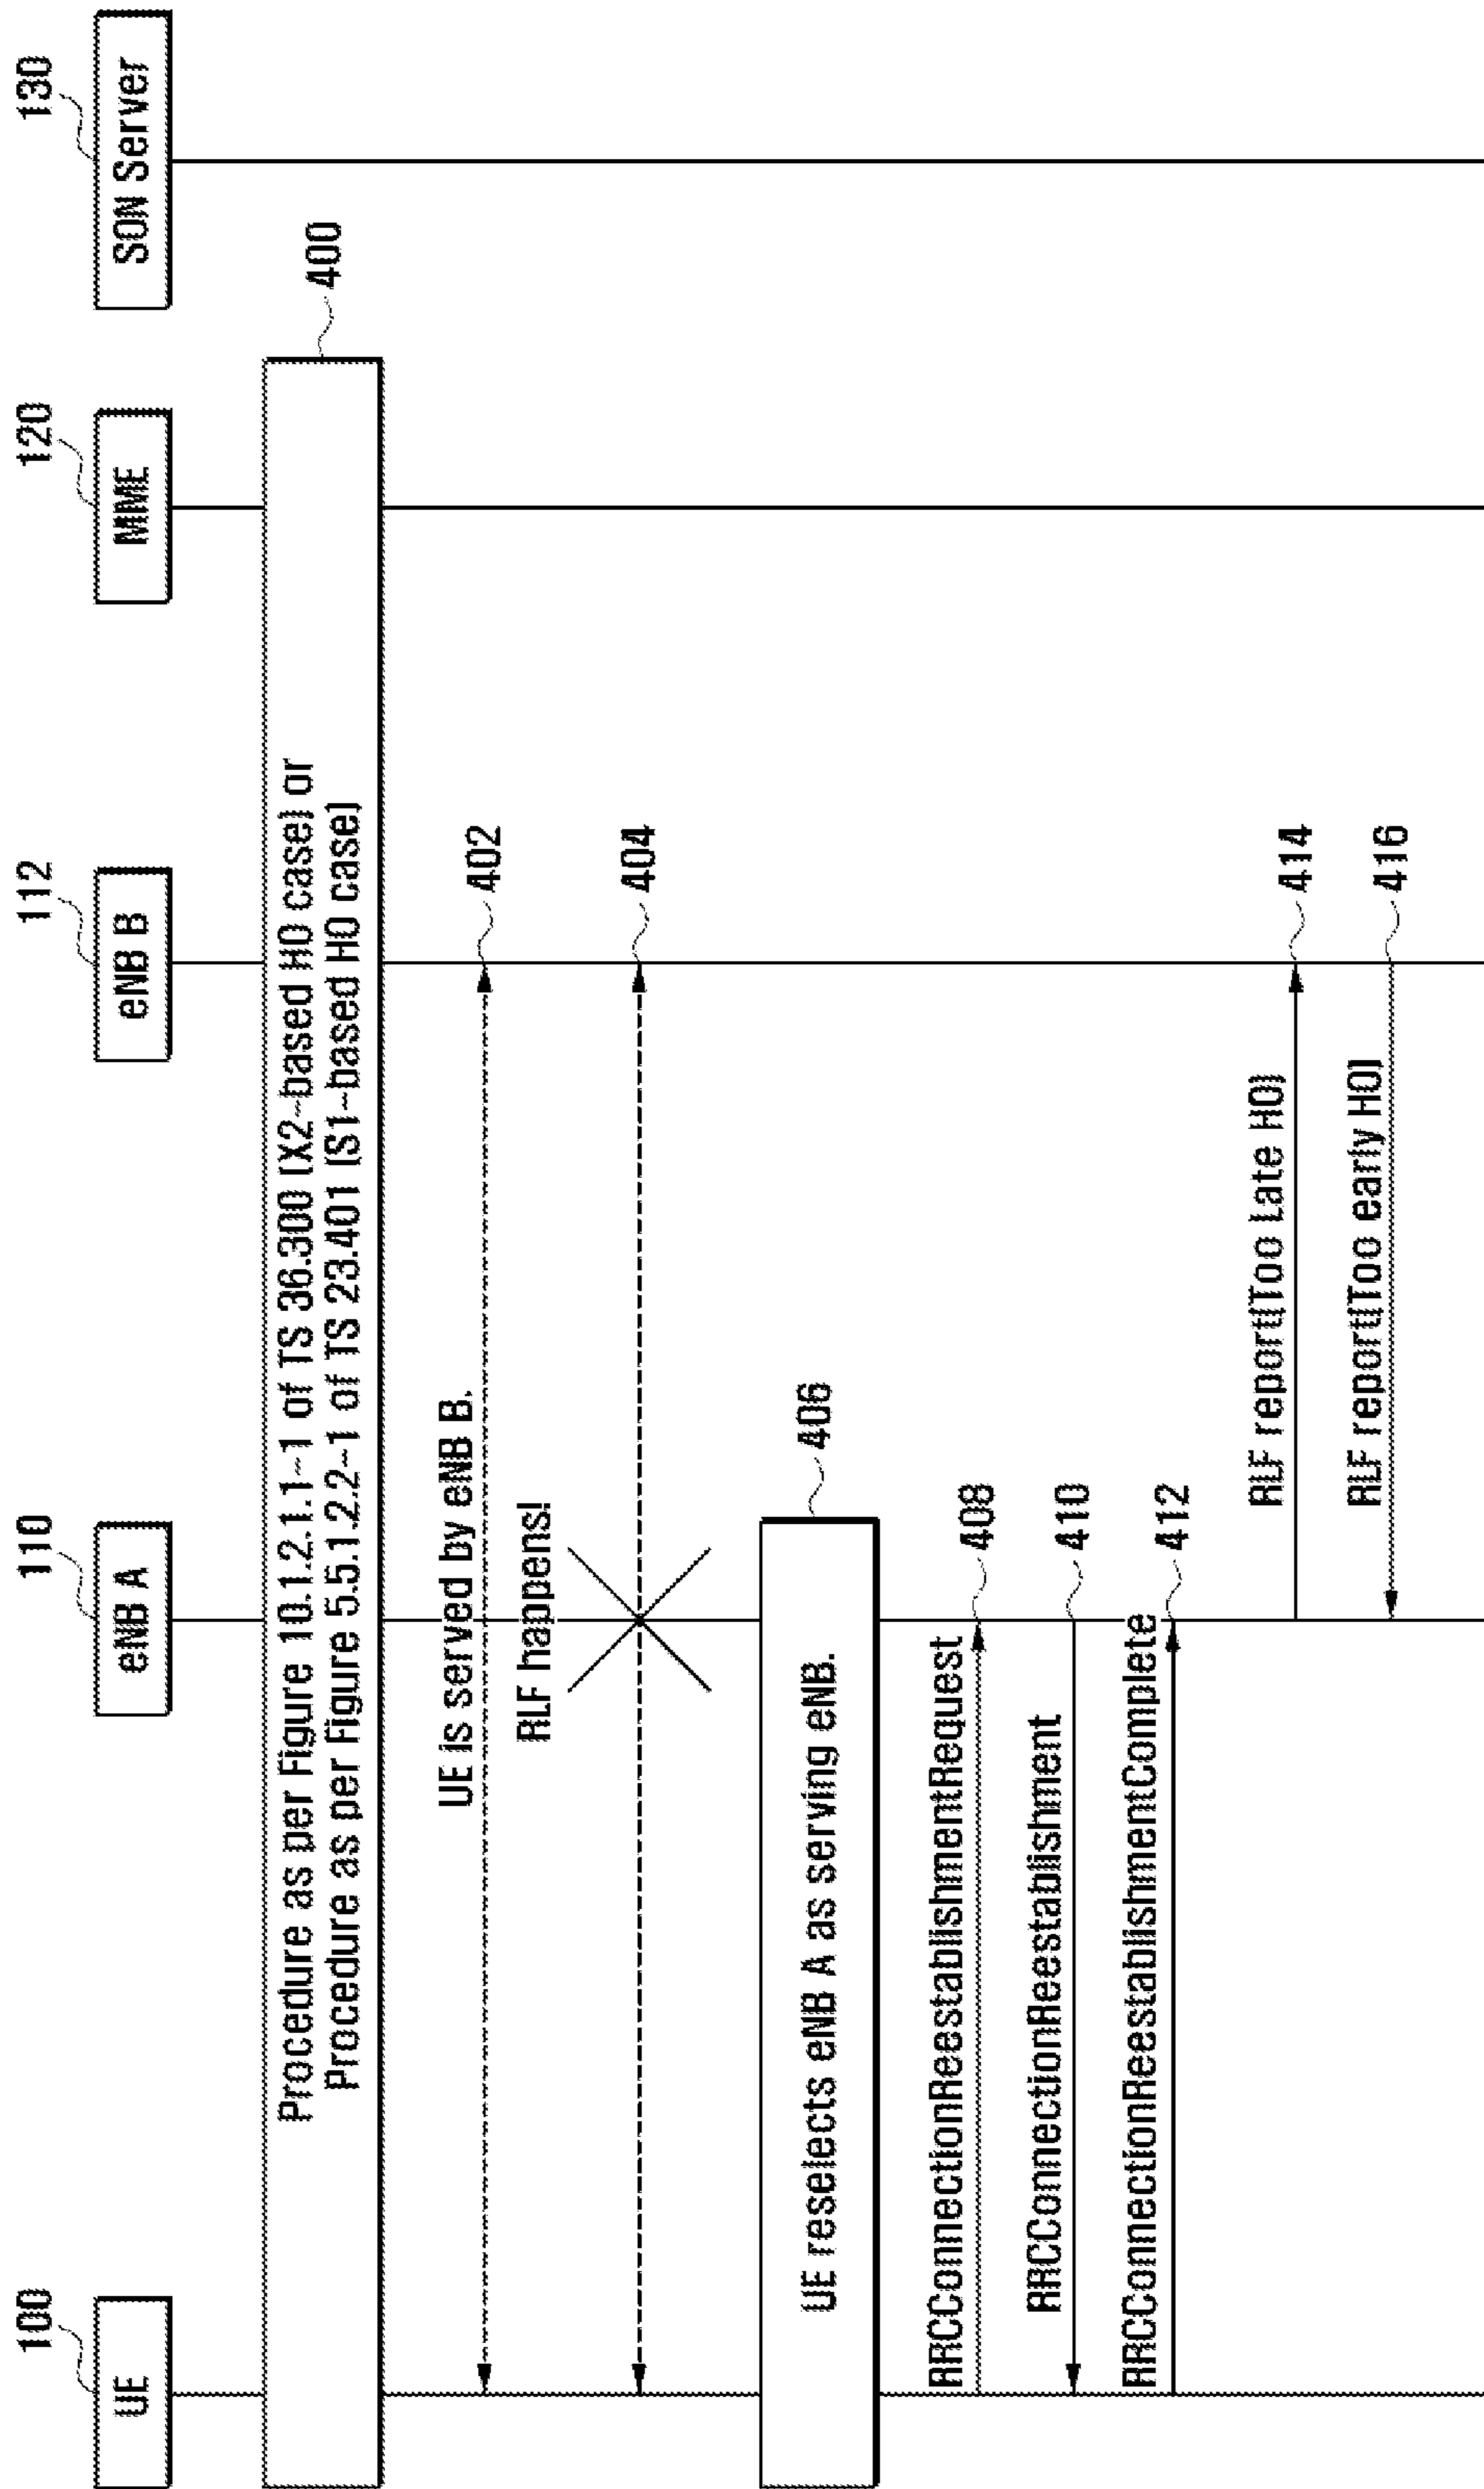 100
110
112
120
130
UE
eNB A
eNB B
MME
SON Server
Procedure as per Figure 10.1.2.1.1-1 of TS 36.300 (X2-based HO case) or
Procedure as per Figure 5.5.1.2.2-1 of TS 23.401 (S1-based HO case)
400
UE is served by eNB B.
402
RLF happens!
404
UE reselects eNB A as serving eNB.
406
RRCConnectionReestablishmentRequest
408
RRCConnectionReestablishment
410
RRCConnectionReestablishmentComplete
412
RLF report(Too Late HO)
414
RLF report(Too early HO)
416